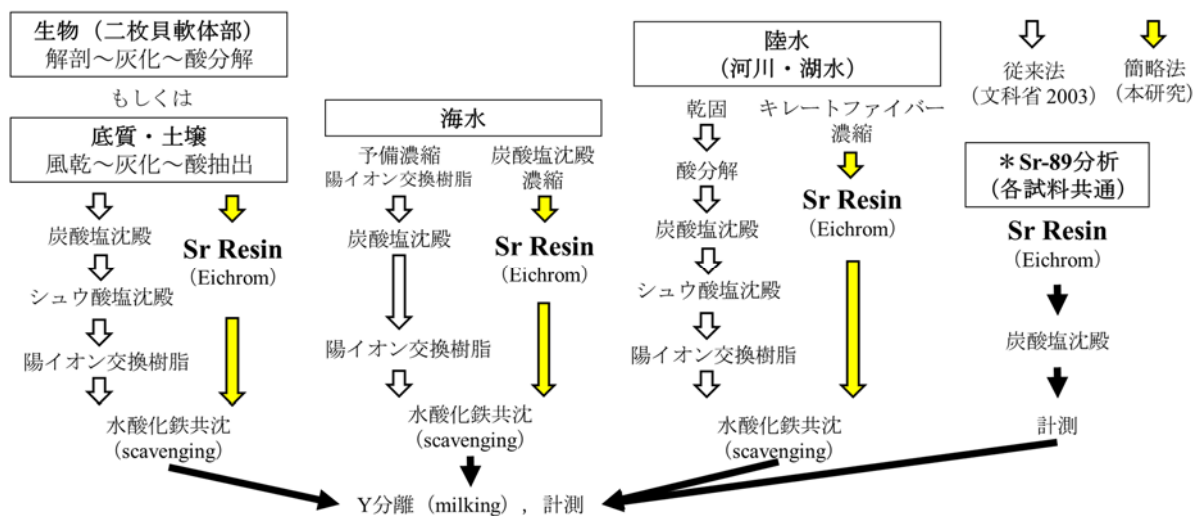 生物（二枚貝軟体部）
解剖～灰化～酸分解
もしくは
底質・土壌
風乾～灰化～酸抽出
炭酸塩沈殿
シュウ酸塩沈殿
陽イオン交換樹脂
Sr Resin
(Eichrom)
水酸化鉄共沈
(scavenging)
海水
予備濃縮
陽イオン交換樹脂
炭酸塩沈殿
陽イオン交換樹脂
炭酸塩沈殿
濃縮
Sr Resin
(Eichrom)
水酸化鉄共沈
(scavenging)
陸水
（河川・湖水）
乾固
酸分解
炭酸塩沈殿
シュウ酸塩沈殿
陽イオン交換樹脂
キレートファイバー
濃縮
Sr Resin
(Eichrom)
水酸化鉄共沈
(scavenging)
従来法
（文科省 2003）
簡略法
（本研究）
＊Sr-89分析
（各試料共通）
Sr Resin
(Eichrom)
炭酸塩沈殿
計測
Y分離（milking），計測